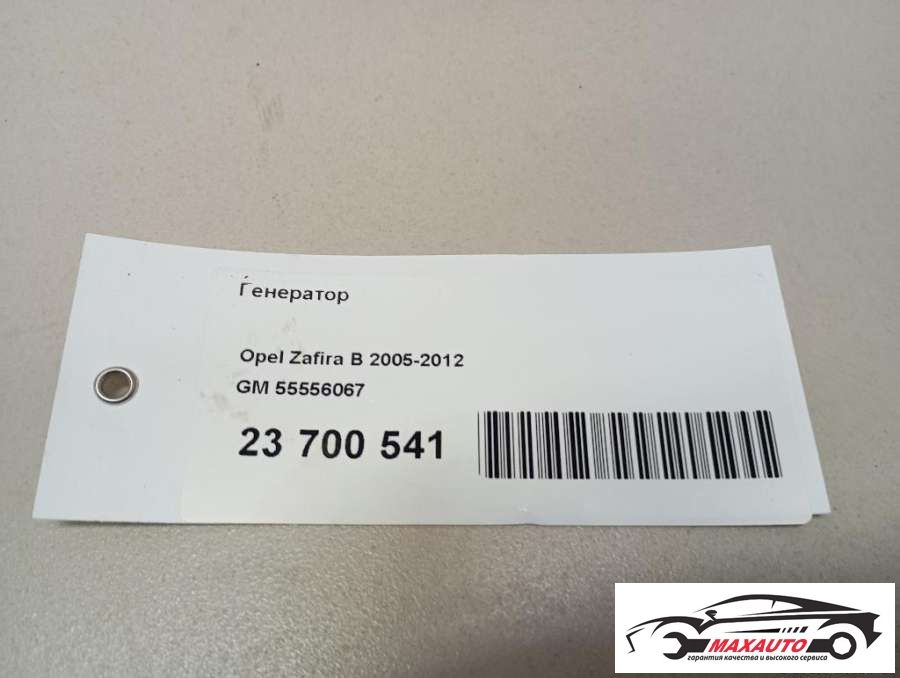 Генератор
Opel Zafira B 2005-2012
GM 55556067
23 700 541
MAXAUTO
гарантия качества и высокого сервиса